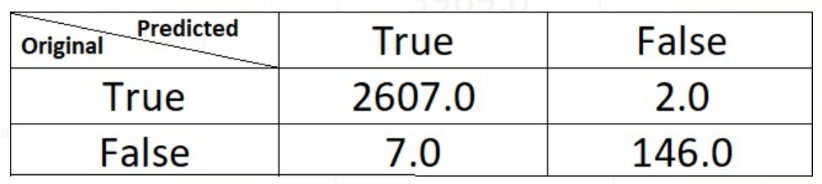 Predicted
Original
True False
True 2607.0 2.0
False 7.0 146.0